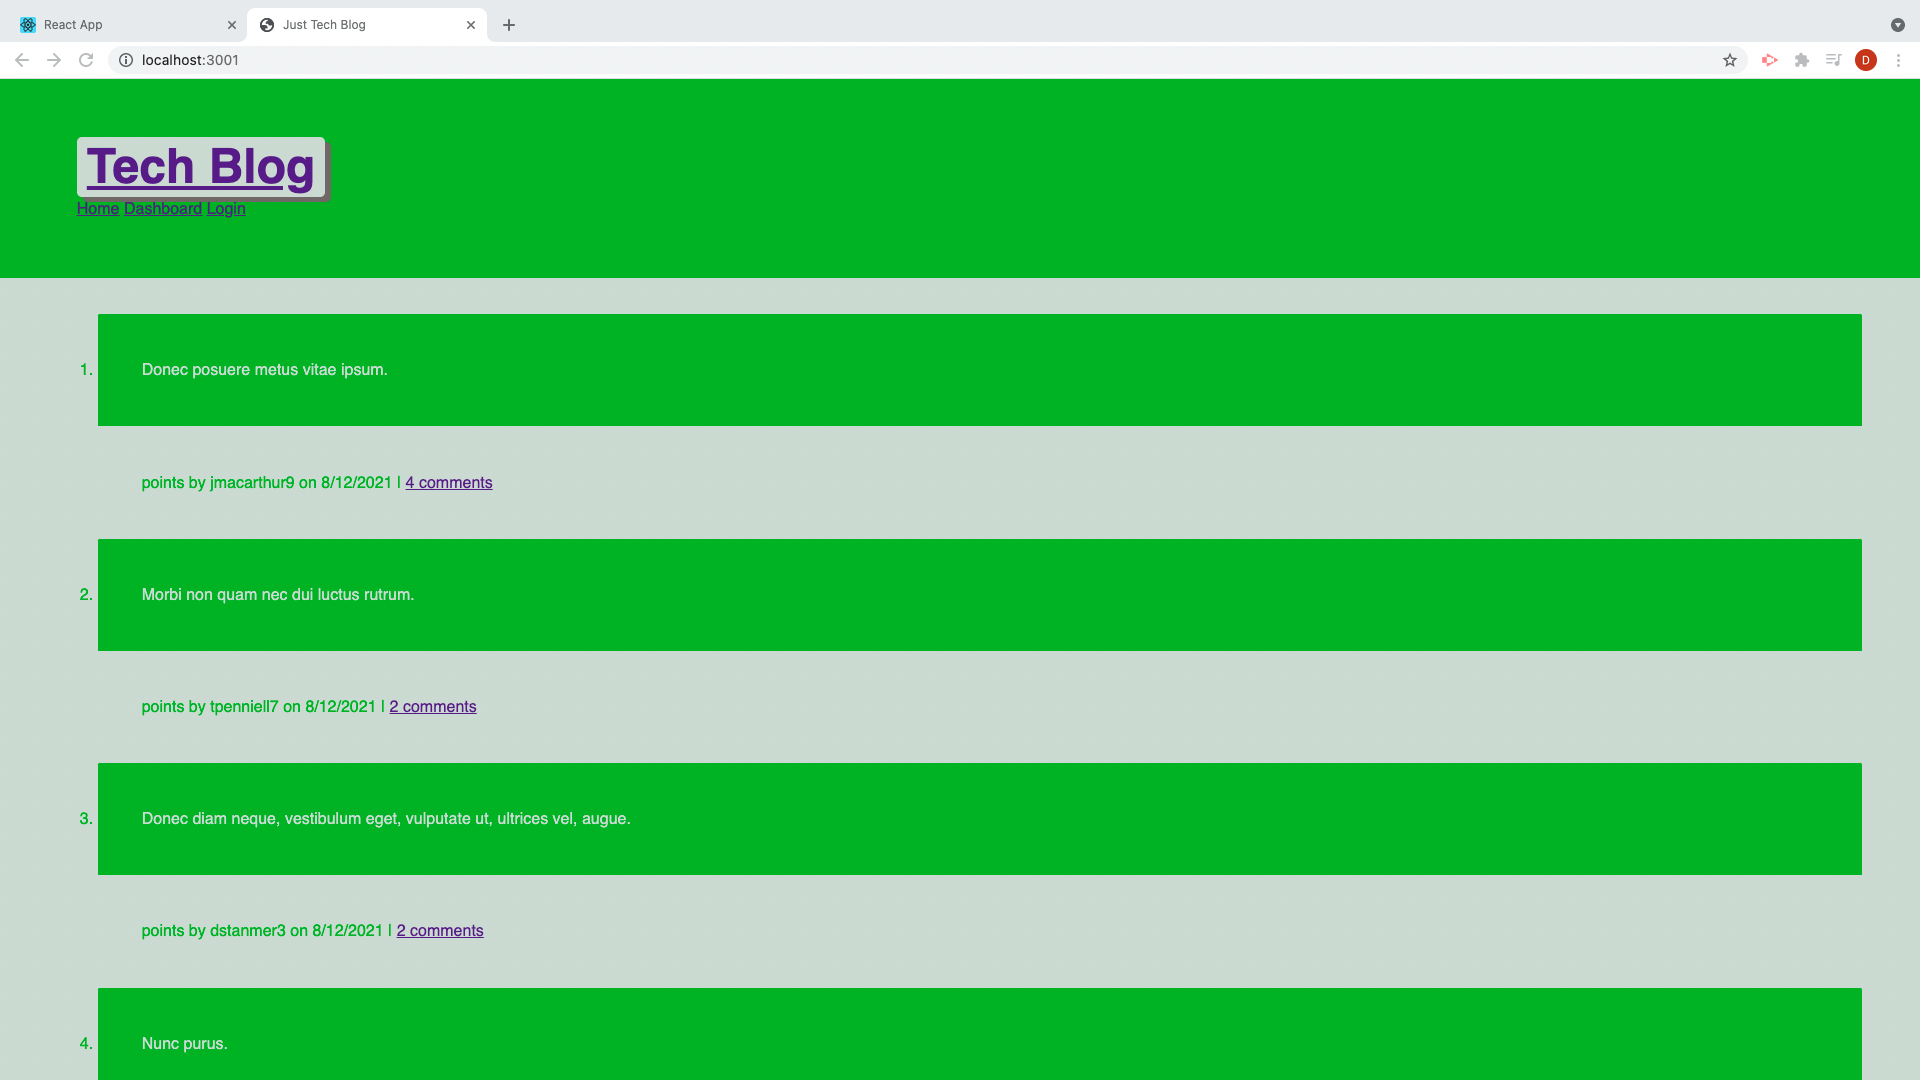 React App
Just Tech Blog
localhost:3001
D
Tech Blog
Home Dashboard Login
1. Donec posuere metus vitae ipsum.
points by jmacarthur9 on 8/12/2021 | 4 comments
2. Morbi non quam nec dui luctus rutrum.
points by tpenniell7 on 8/12/2021 | 2 comments
3. Donec diam neque, vestibulum eget, vulputate ut, ultrices vel, augue.
points by dstanmer3 on 8/12/2021 | 2 comments
4. Nunc purus.